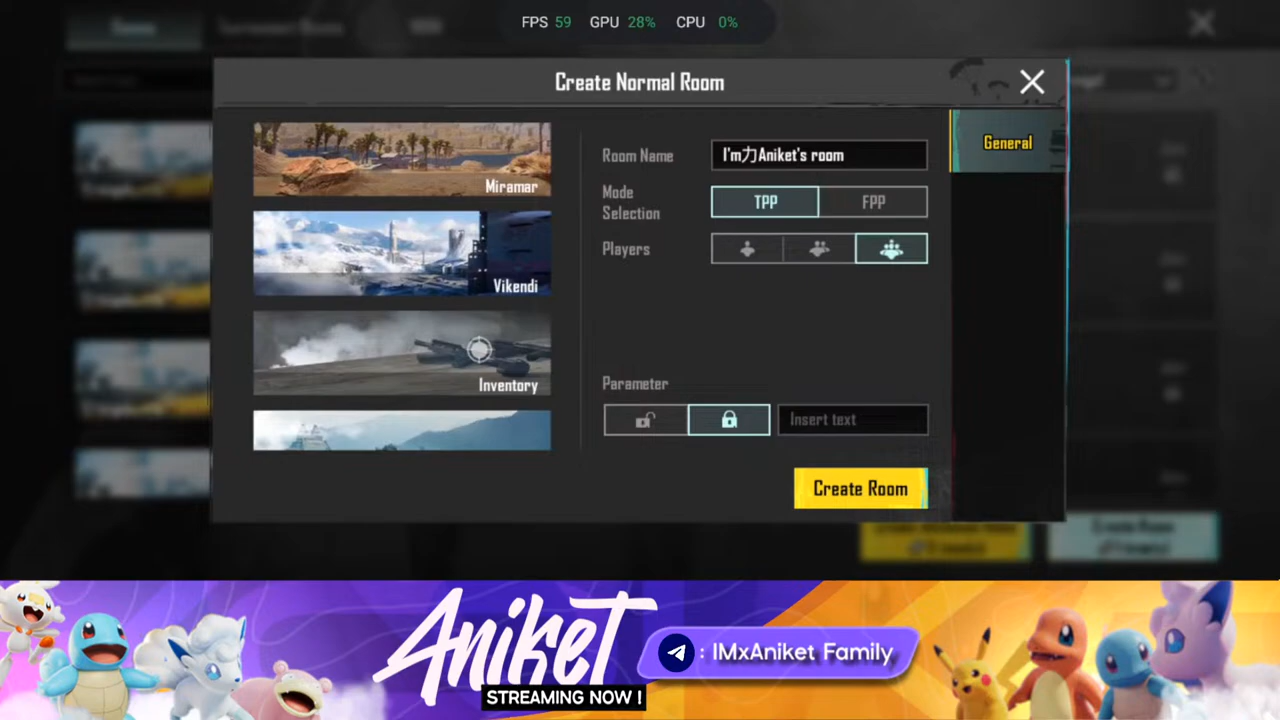 FPS 59 GPU 28% CPU 0%
Create Normal Room
General
Miramar
Vikendi
Inventory
Room Name
I'm力Aniket's room
Mode
Selection
TPP
FPP
Players
Parameter
Insert text
Create Room
Aniket
STREAMING NOW !
: IMxAniket Family